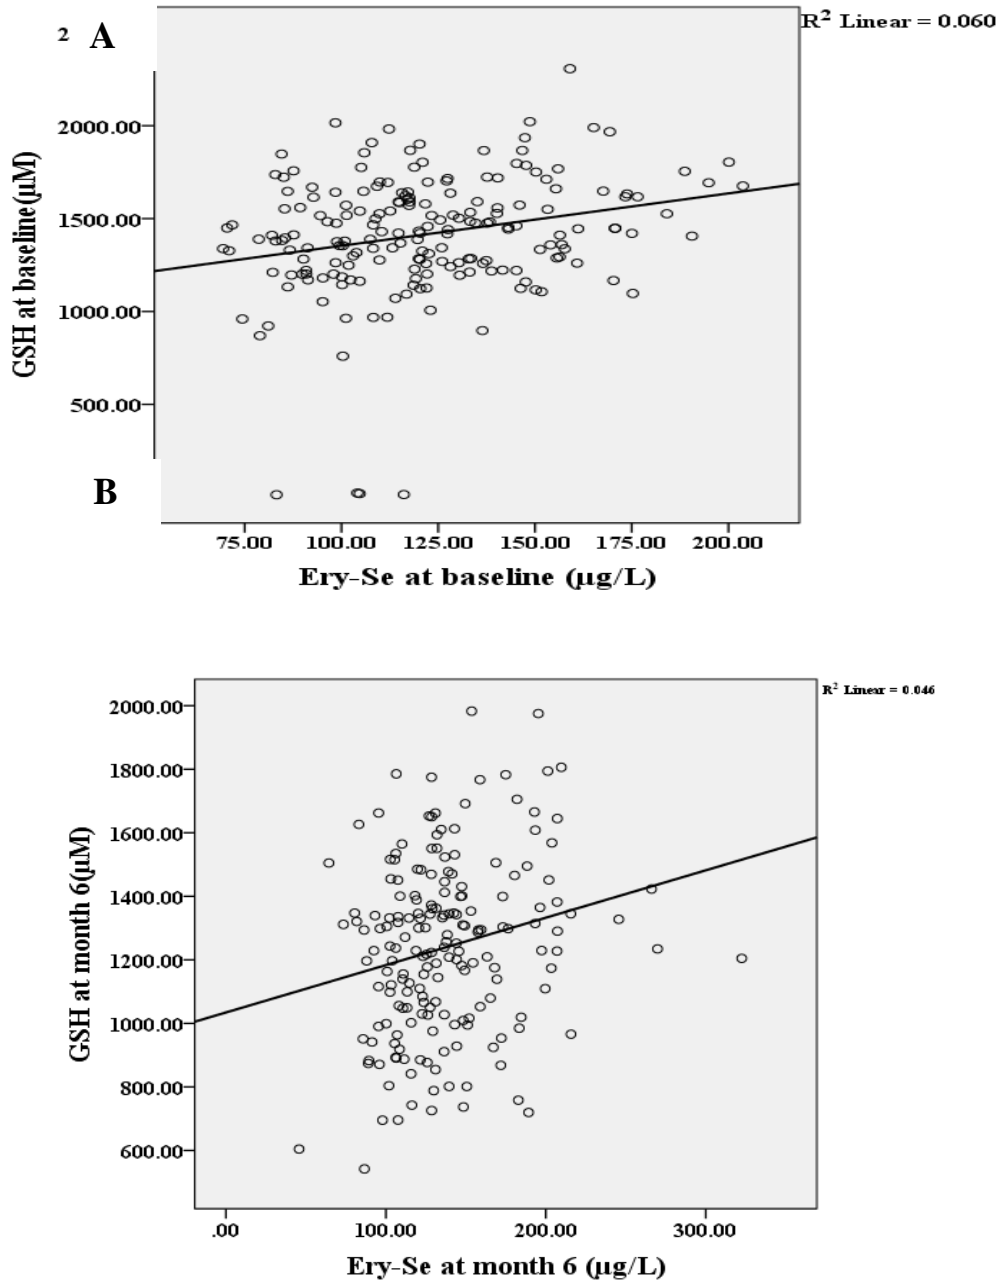 2 A
R² Linear = 0.060
2000.00
1500.00
1000.00
500.00
GSH at baseline(µM)
B
75.00 100.00 125.00 150.00 175.00 200.00
Ery-Se at baseline (µg/L)
R² Linear = 0.046
2000.00
1800.00
1600.00
1400.00
1200.00
1000.00
800.00
600.00
GSH at month 6(µM)
.00 100.00 200.00 300.00
Ery-Se at month 6 (µg/L)